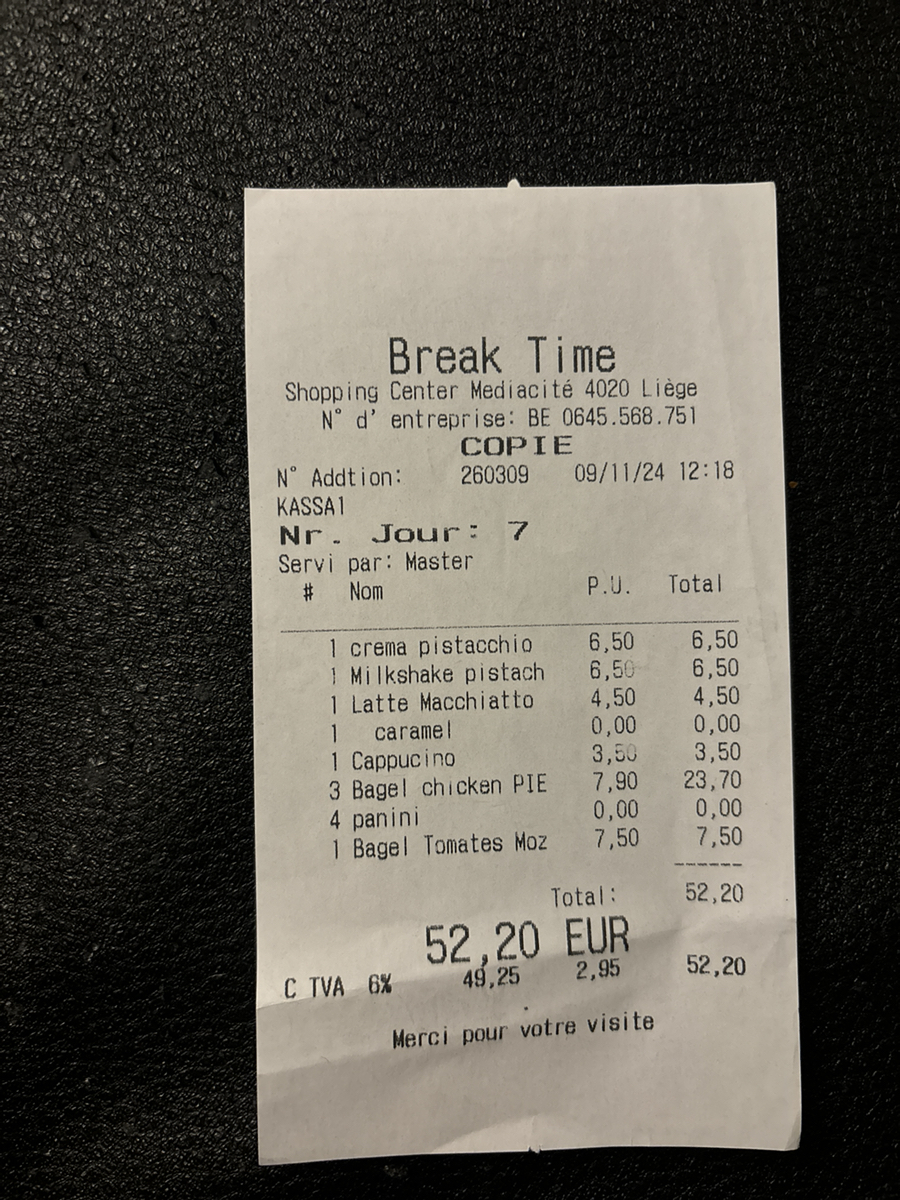 Break Time
Shopping Center Mediacité 4020 Liège
N° d' entreprise: BE 0645.568.751
COPIE
N° Addtion: 260309 09/11/24 12:18
KASSA1
Nr. Jour: 7
Servi par: Master
# Nom P.U. Total
1 crema pistacchio 6,50 6,50
1 Milkshake pistach 6,50 6,50
1 Latte Macchiatto 4,50 4,50
1 caramel 0,00 0,00
1 Cappucino 3,50 3,50
3 Bagel chicken PIE 7,90 23,70
4 panini 0,00 0,00
1 Bagel Tomates Moz 7,50 7,50
Total: 52,20
52,20 EUR
C TVA 6% 49,25 2,95 52,20
Merci pour votre visite